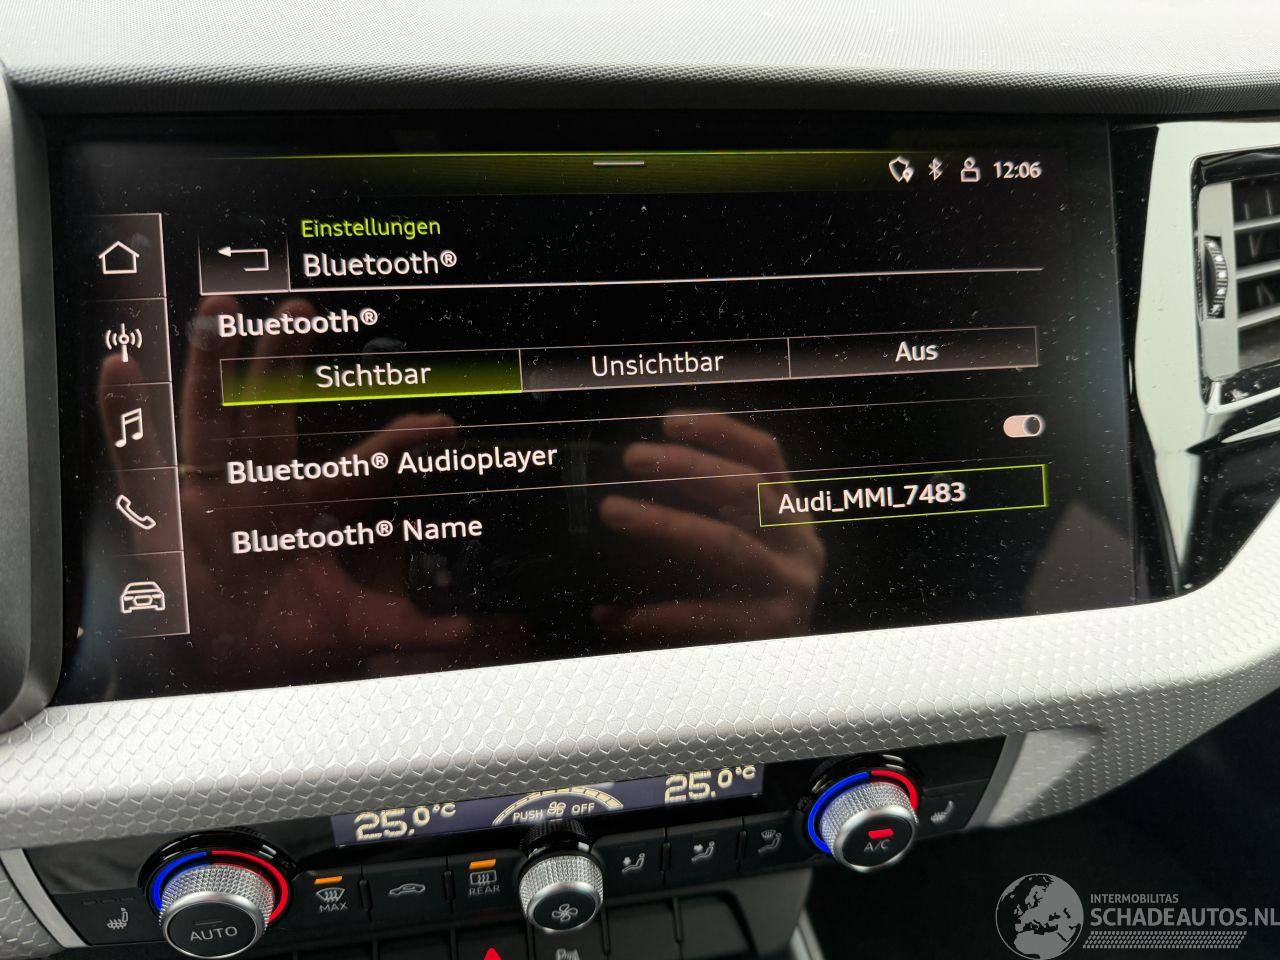 12:06
Einstellungen
Bluetooth®
Bluetooth®
Sichtbar
Unsichtbar
Aus
Bluetooth® Audioplayer
Bluetooth® Name
Audi_MMI_7483
25.0°C
PUSH OFF
25.0°C
AUTO
MAX
REAR
A/C
INTERMOBILITAS
SCHADEAUTOS.NL